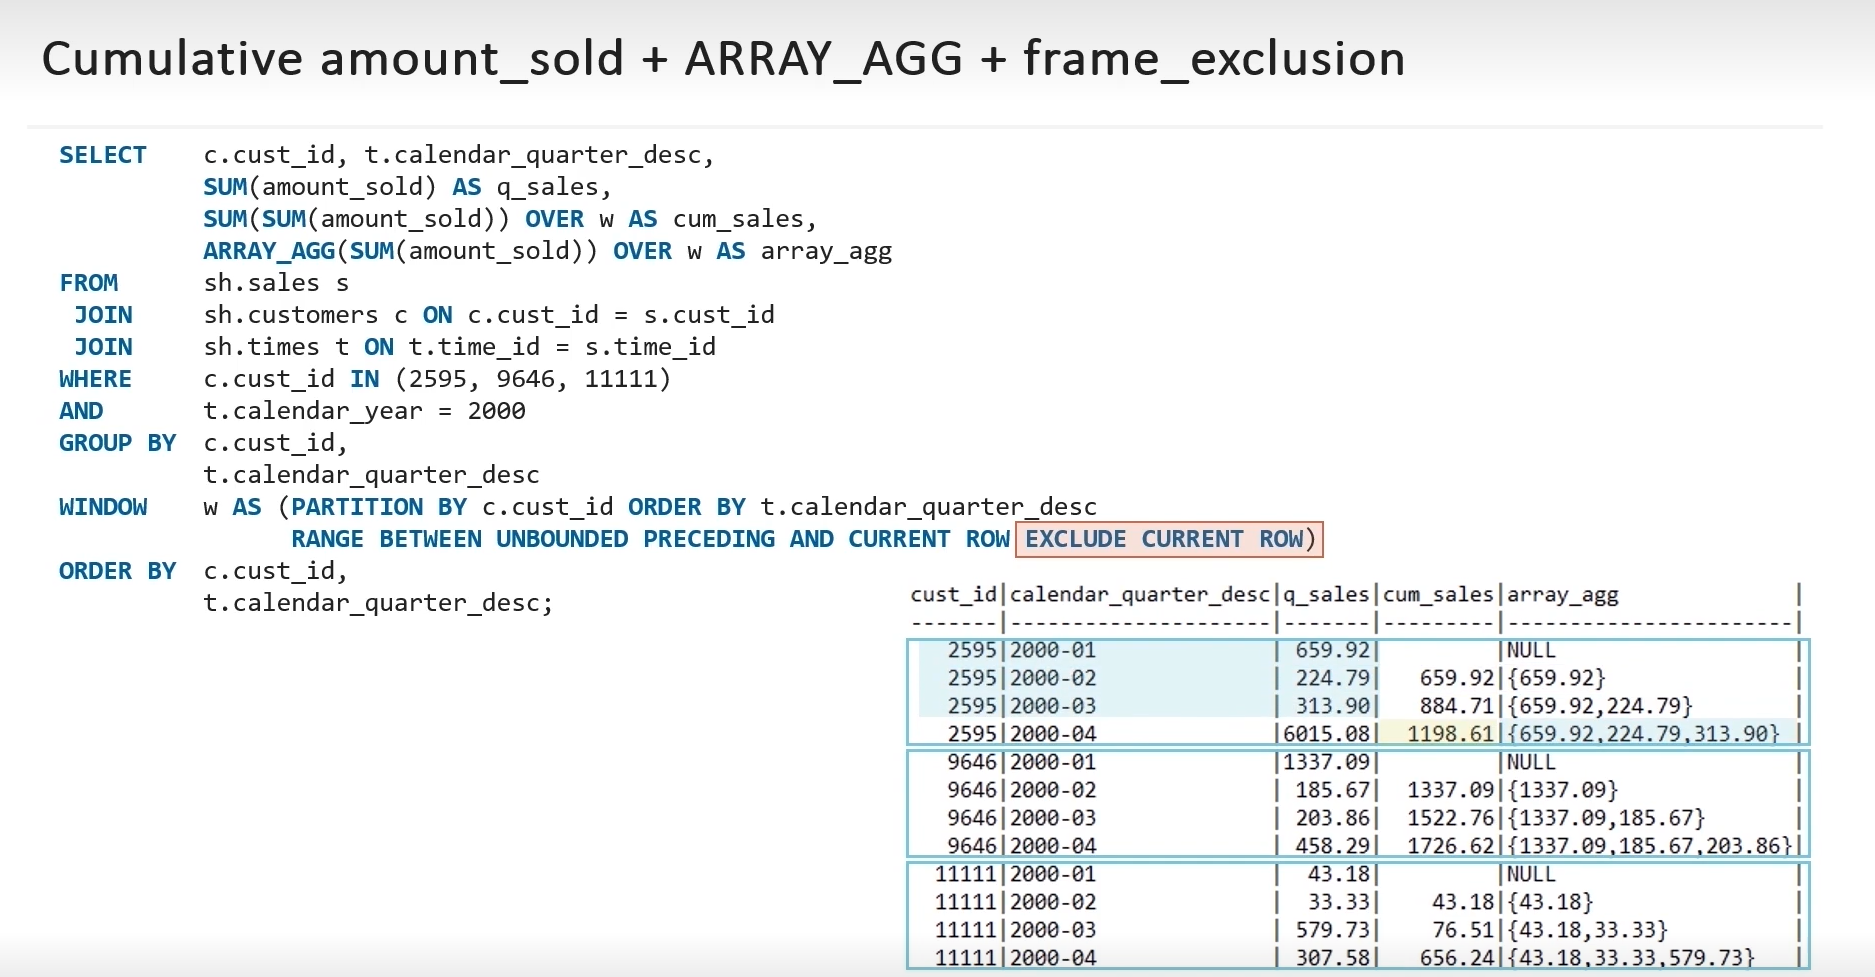 Cumulative amount_sold + ARRAY_AGG + frame_exclusion
SELECT    c.cust_id, t.calendar_quarter_desc,
          SUM(amount_sold) AS q_sales,
          SUM(SUM(amount_sold)) OVER w AS cum_sales,
          ARRAY_AGG(SUM(amount_sold)) OVER w AS array_agg
FROM      sh.sales s
 JOIN     sh.customers c ON c.cust_id = s.cust_id
 JOIN     sh.times t ON t.time_id = s.time_id
WHERE     c.cust_id IN (2595, 9646, 11111)
AND       t.calendar_year = 2000
GROUP BY  c.cust_id,
          t.calendar_quarter_desc
WINDOW    w AS (PARTITION BY c.cust_id ORDER BY t.calendar_quarter_desc
                RANGE BETWEEN UNBOUNDED PRECEDING AND CURRENT ROW EXCLUDE CURRENT ROW)
ORDER BY  c.cust_id,
          t.calendar_quarter_desc;
cust_id|calendar_quarter_desc|q_sales|cum_sales|array_agg              |
-------|---------------------|-------|---------|-----------------------|
   2595|2000-01              | 659.92|         |NULL                   |
   2595|2000-02              | 224.79|   659.92|{659.92}               |
   2595|2000-03              | 313.90|   884.71|{659.92,224.79}        |
   2595|2000-04              |6015.08|  1198.61|{659.92,224.79,313.90} |
   9646|2000-01              |1337.09|         |NULL                   |
   9646|2000-02              | 185.67|  1337.09|{1337.09}              |
   9646|2000-03              | 203.86|  1522.76|{1337.09,185.67}       |
   9646|2000-04              | 458.29|  1726.62|{1337.09,185.67,203.86}|
  11111|2000-01              |  43.18|         |NULL                   |
  11111|2000-02              |  33.33|    43.18|{43.18}                |
  11111|2000-03              | 579.73|    76.51|{43.18,33.33}          |
  11111|2000-04              | 307.58|   656.24|{43.18,33.33,579.73}   |